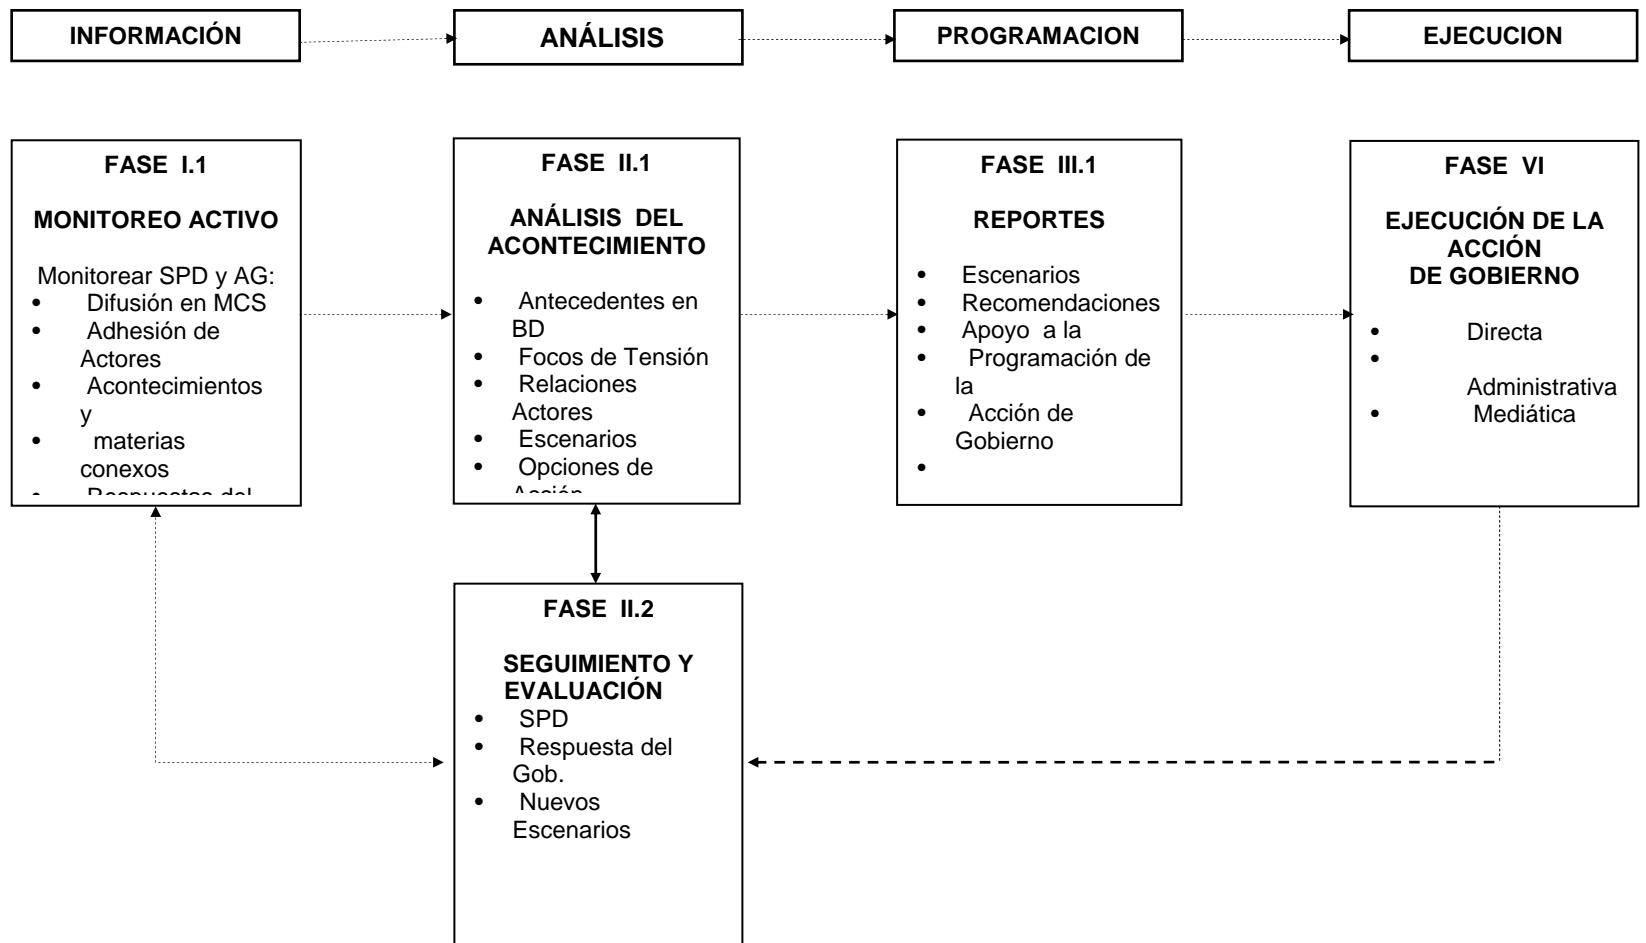 INFORMACIÓN
ANÁLISIS
PROGRAMACION
EJECUCION
FASE I.1
MONITOREO ACTIVO
Monitorear SPD y AG:
• Difusión en MCS
• Adhesión de
Actores
• Acontecimientos
y
• materias
conexos
• Respuestas del
FASE II.1
ANÁLISIS DEL
ACONTECIMIENTO
• Antecedentes en
BD
• Focos de Tensión
• Relaciones
Actores
• Escenarios
• Opciones de
Acción
FASE III.1
REPORTES
• Escenarios
• Recomendaciones
• Apoyo a la
• Programación de
la
• Acción de
Gobierno
•
FASE VI
EJECUCIÓN DE LA
ACCIÓN
DE GOBIERNO
• Directa
•
Administrativa
• Mediática
FASE II.2
SEGUIMIENTO Y
EVALUACIÓN
• SPD
• Respuesta del
Gob.
• Nuevos
Escenarios